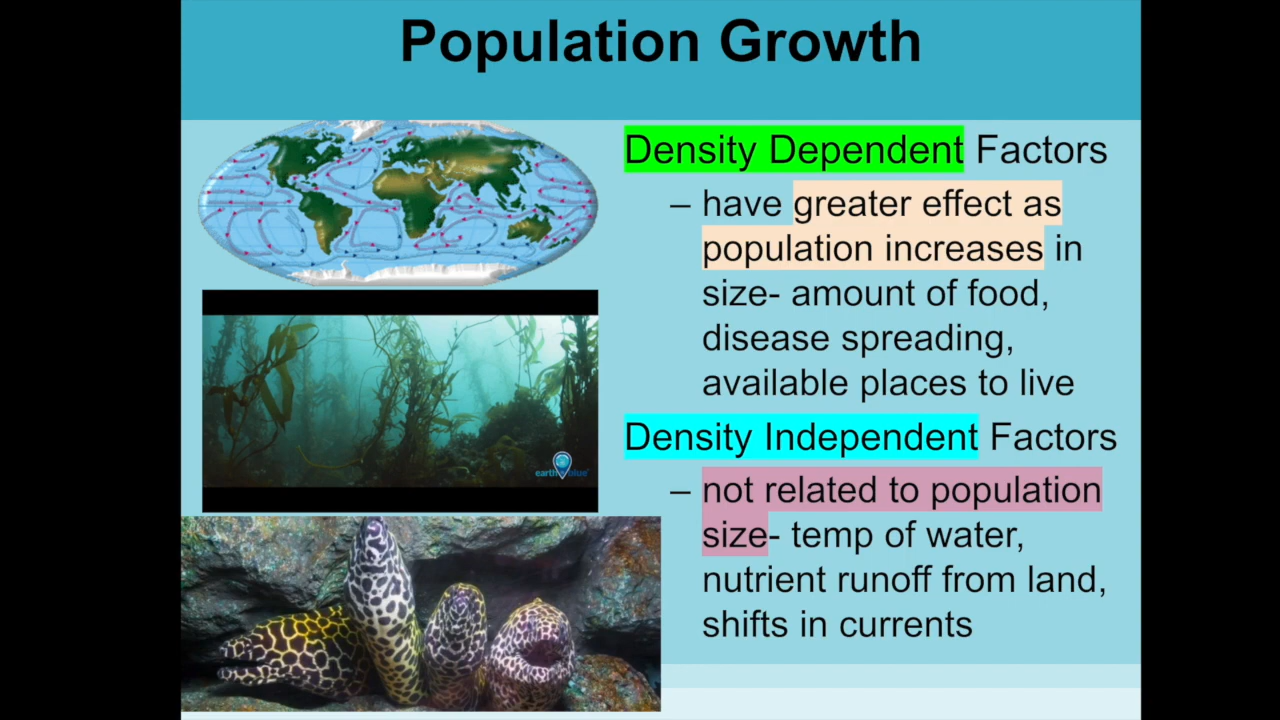 Population Growth
Density Dependent Factors
– have greater effect as
population increases in
size- amount of food,
disease spreading,
available places to live
earth blue
Density Independent Factors
– not related to population
size- temp of water,
nutrient runoff from land,
shifts in currents